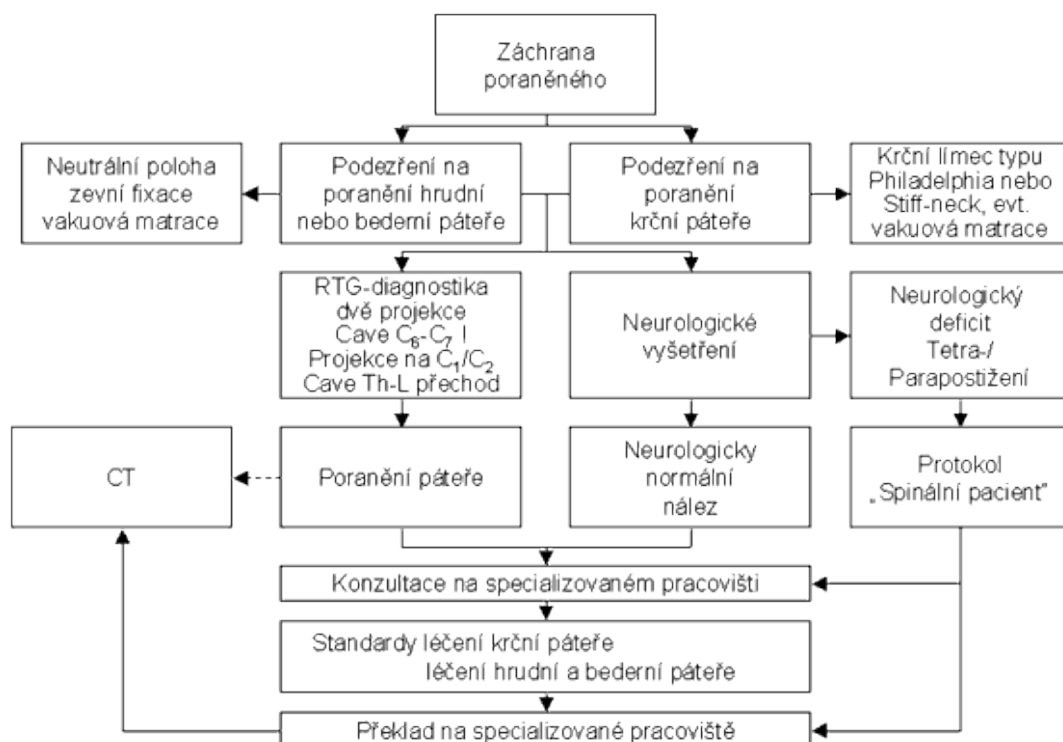 Záchrana
poraněného
Neutrální poloha
zevní fixace
vakuová matrace
Podezření na
poranění hrudní
nebo bederní páteře
Podezření na
poranění
krční páteře
Krční límec typu
Philadelphia nebo
Stiff-neck, evt.
vakuová matrace
RTG-diagnostika
dvě projekce
Cave C₆-C₇ !
Projekce na C₁/C₂
Cave Th-L přechod
Neurologické
vyšetření
Neurologický
deficit
Tetra-/
Parapostižení
CT
Poranění páteře
Neurologicky
normální
nález
Protokol
„Spinální pacient"
Konzultace na specializovaném pracovišti
Standardy léčení krční páteře
léčení hrudní a bederní páteře
Překlad na specializované pracoviště